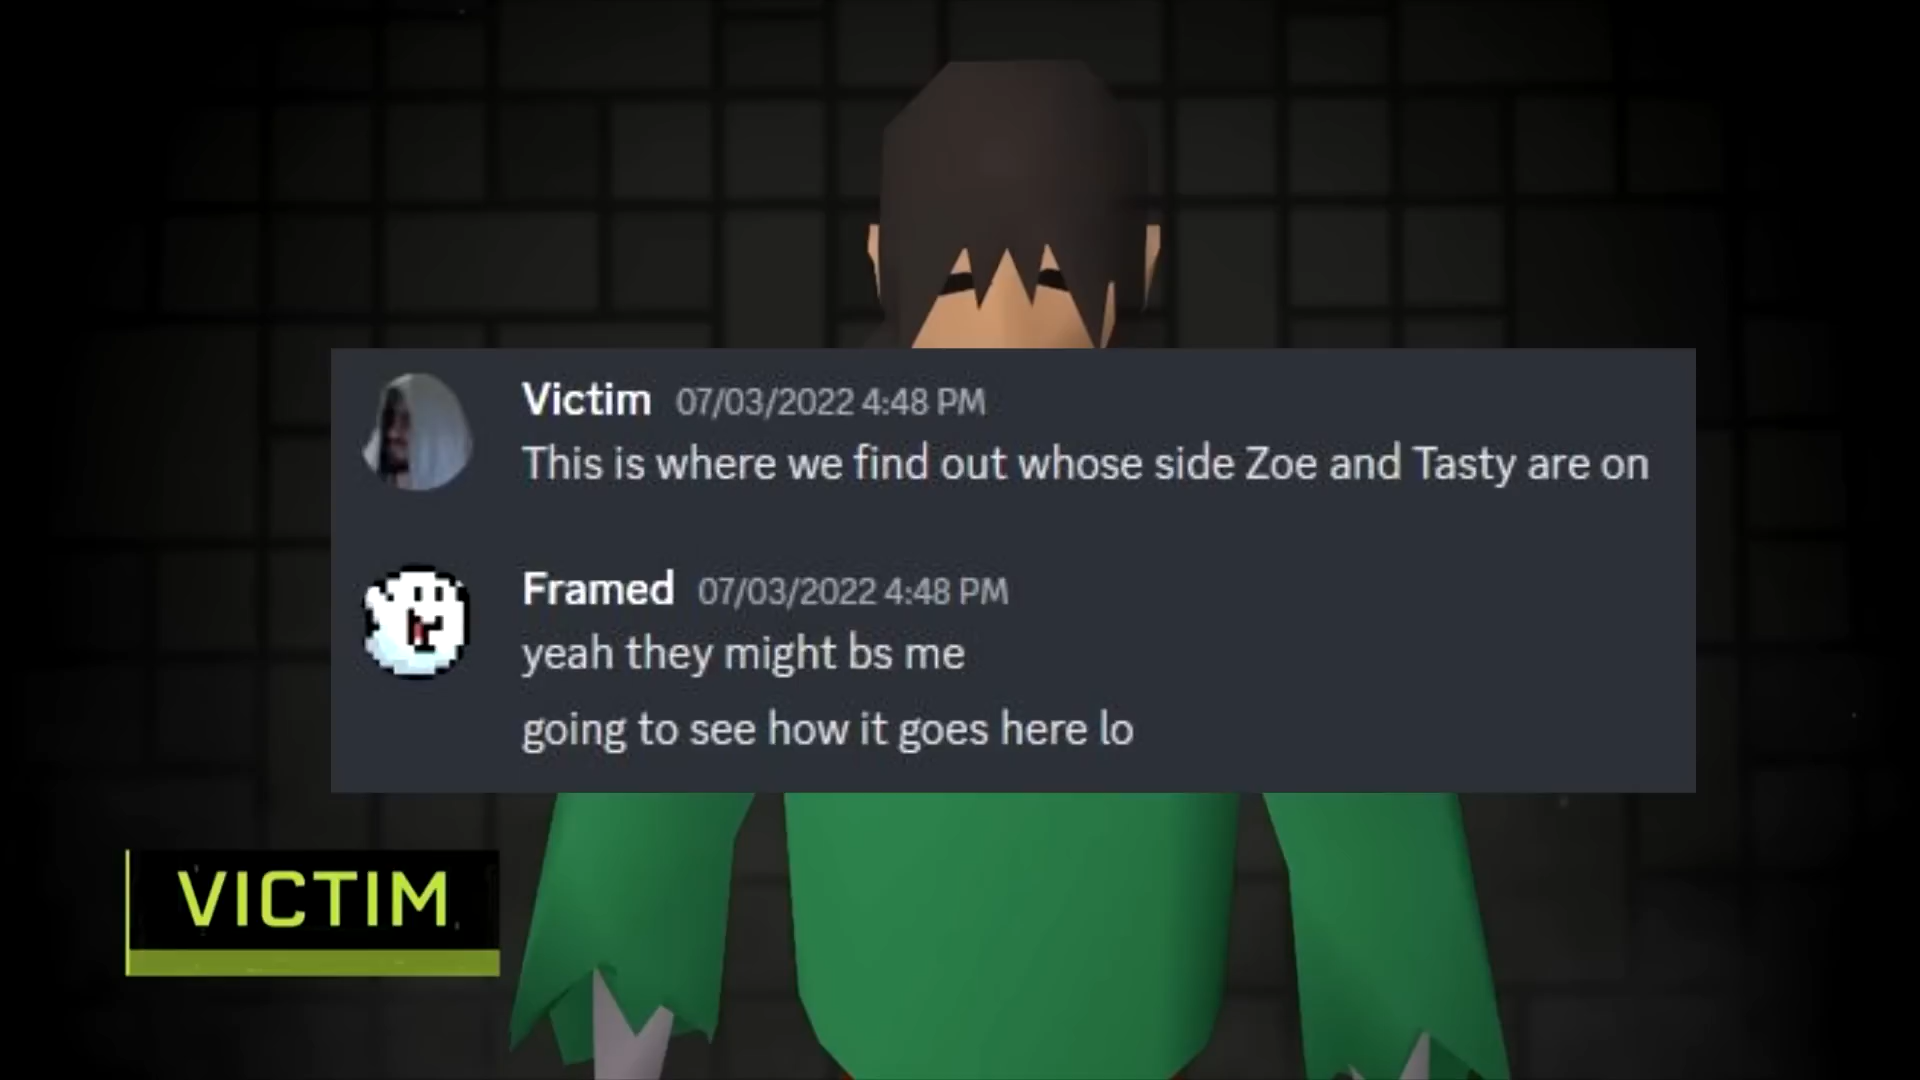 Victim 07/03/2022 4:48 PM
This is where we find out whose side Zoe and Tasty are on
Framed 07/03/2022 4:48 PM
yeah they might bs me
going to see how it goes here lo
VICTIM